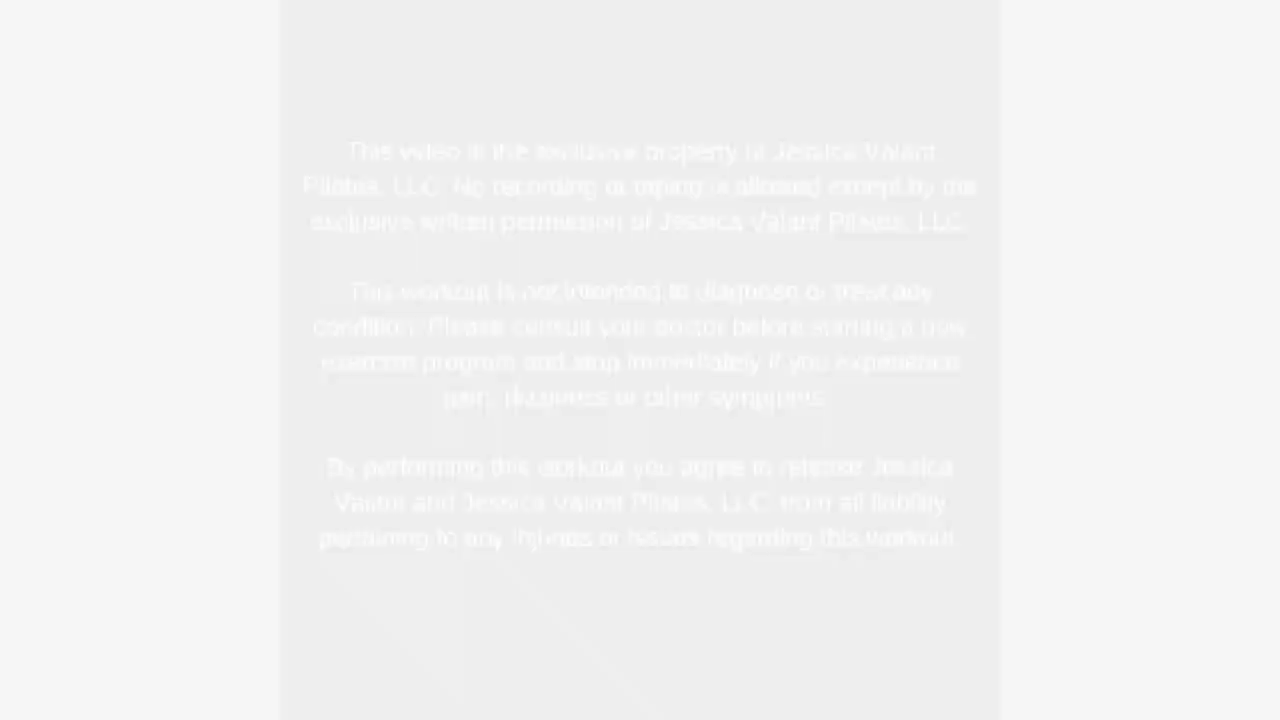 This video is the exclusive property of Jessica Valant
Pilates, LLC. No recording or taping is allowed except by the
exclusive written permission of Jessica Valant Pilates, LLC.
This workout is not intended to diagnose or treat any
condition. Please consult your doctor before starting a new
exercise program and stop immediately if you experience
pain, dizziness or other symptoms.
By performing this workout you agree to release Jessica
Valant and Jessica Valant Pilates, LLC. from all liability
pertaining to any injuries or issues regarding this workout.